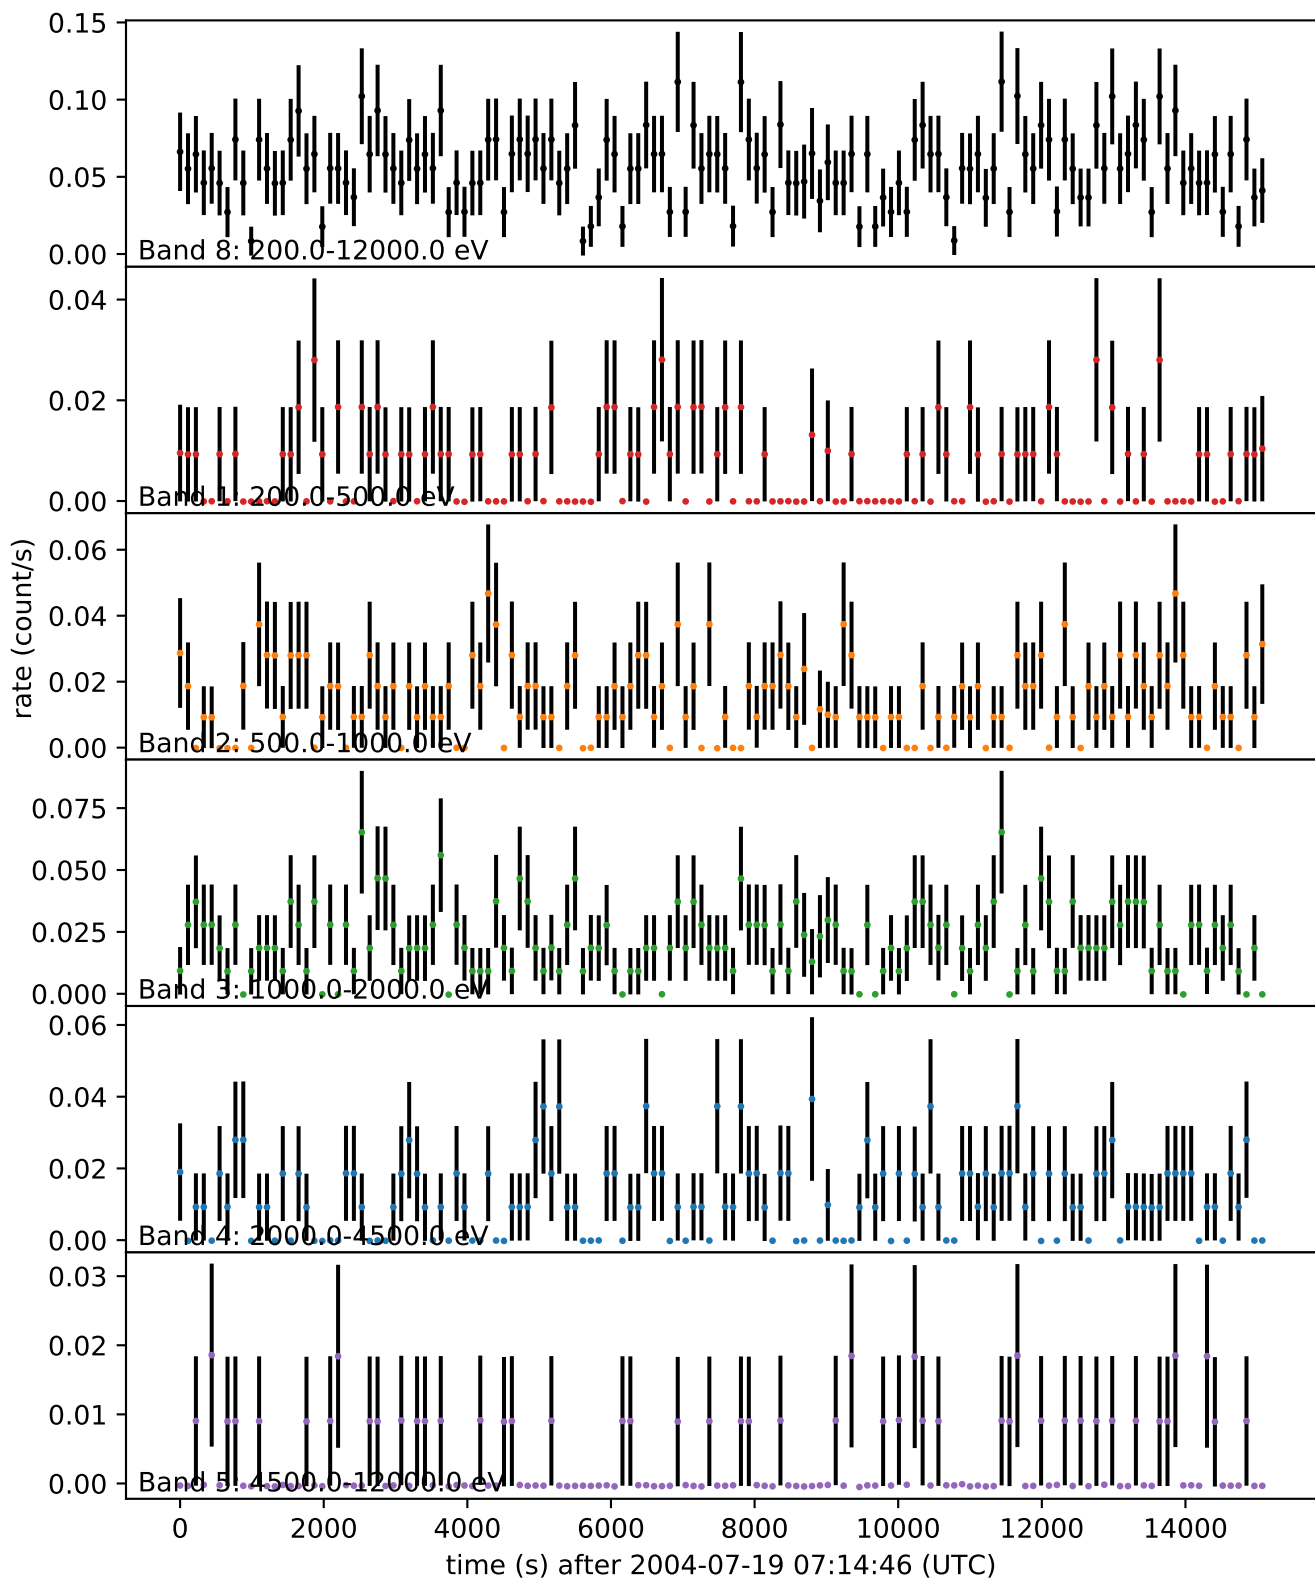 0.15
0.10
0.05
0.00
Band 8: 200.0-12000.0 eV
0.04
0.02
0.00
Band 1: 200.0-500.0 eV
0.06
0.04
0.02
0.00
Band 2: 500.0-1000.0 eV
rate (count/s)
0.075
0.050
0.025
0.000
Band 3: 1000.0-2000.0 eV
0.06
0.04
0.02
0.00
Band 4: 2000.0-4500.0 eV
0.03
0.02
0.01
0.00
Band 5: 4500.0-12000.0 eV
0 2000 4000 6000 8000 10000 12000 14000
time (s) after 2004-07-19 07:14:46 (UTC)